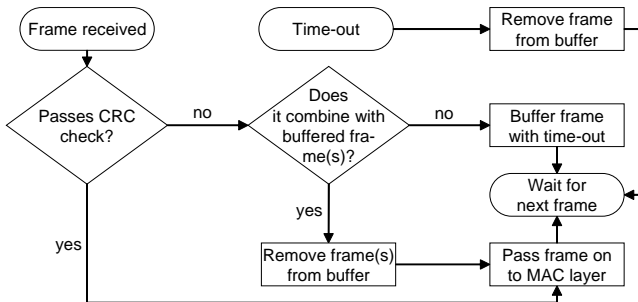 Frame received
Time-out
Remove frame
from buffer
Passes CRC
check?
no
Does
it combine with
buffered fra-
me(s)?
no
Buffer frame
with time-out
Wait for
next frame
yes
yes
Remove frame(s)
from buffer
Pass frame on
to MAC layer